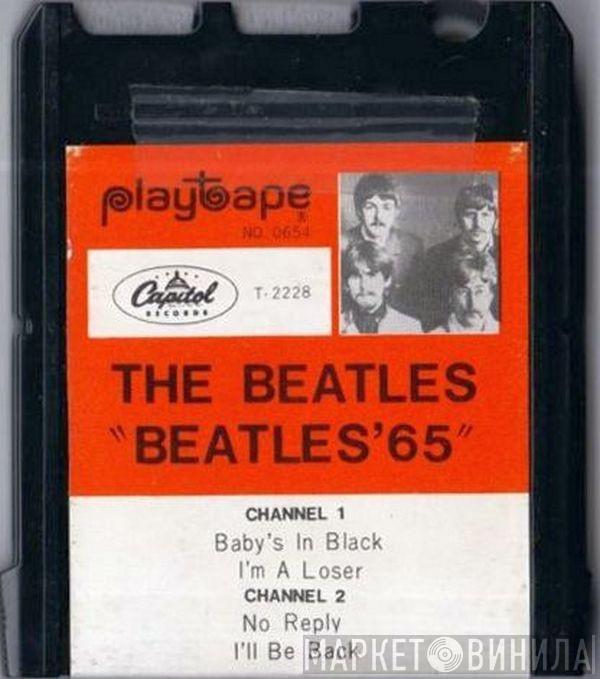 playtape ®
NO. 0654
Capitol
RECORDS
T-2228
THE BEATLES
"BEATLES'65"
CHANNEL 1
Baby's In Black
I'm A Loser
CHANNEL 2
No Reply
I'll Be Back
МАРКЕТ ВИНИЛА